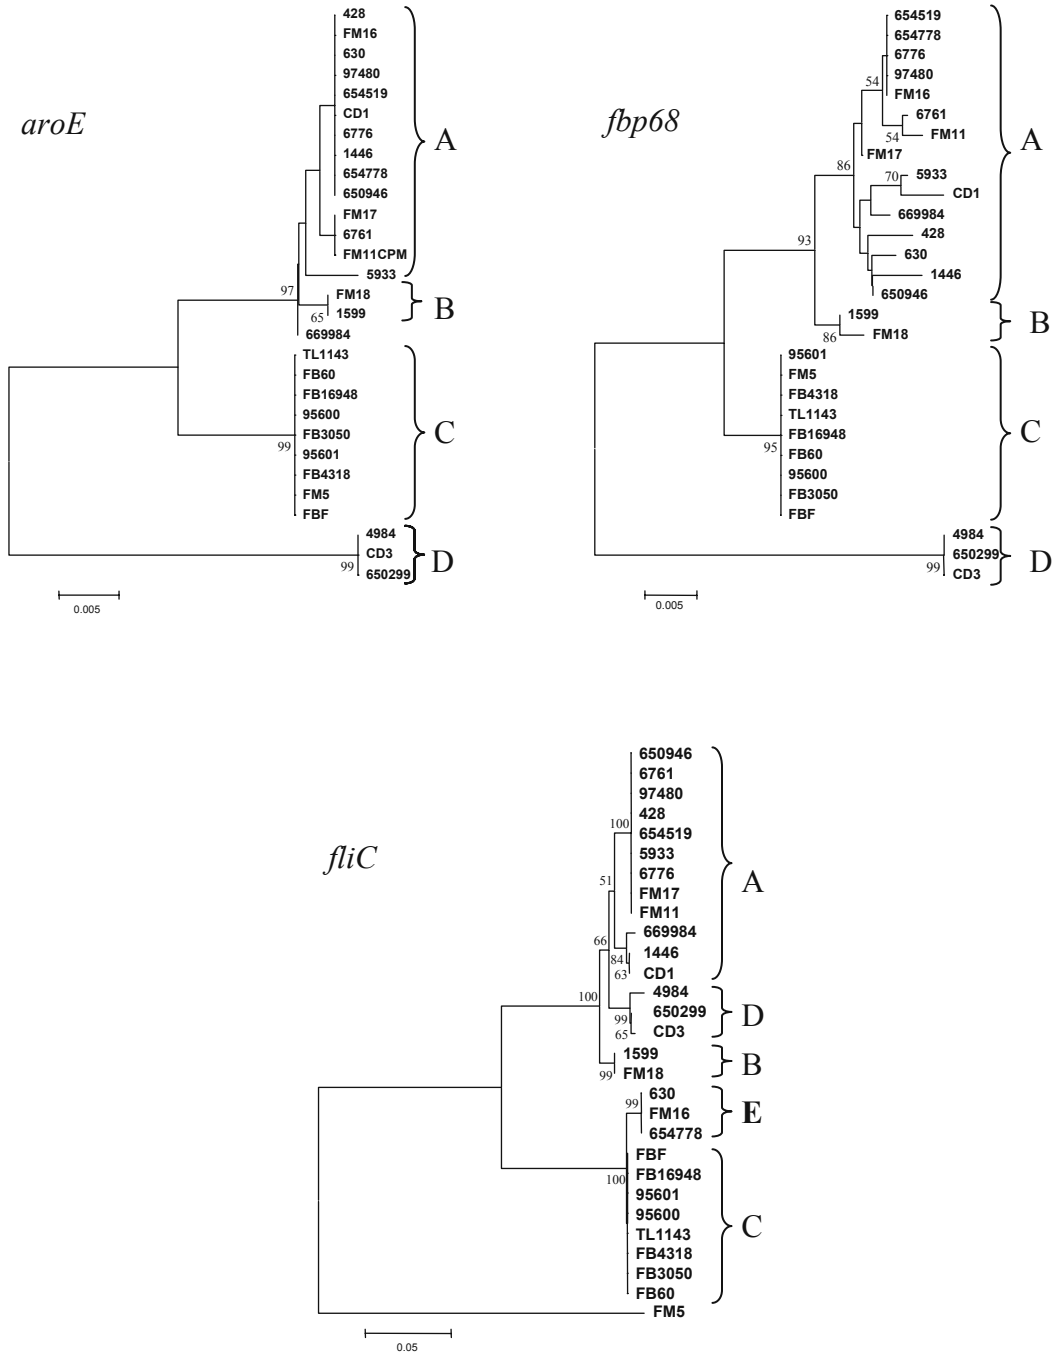 aroE
428
FM16
630
97480
654519
CD1
6776
1446
654778
650946
FM17
6761
FM11CPM
5933
A
97
FM18
65
1599
B
669984
TL1143
FB60
FB16948
95600
FB3050
99
95601
FB4318
FM5
FBF
C
4984
CD3
99
650299
D
0.005
fbp68
654519
654778
54
6776
97480
FM16
6761
54
FM11
86
FM17
70
5933
CD1
669984
93
428
630
1446
650946
A
1599
86
FM18
B
95601
FM5
FB4318
TL1143
FB16948
95
FB60
95600
FB3050
FBF
C
4984
650299
99
CD3
D
0.005
fliC
650946
6761
97480
428
100
654519
5933
6776
FM17
FM11
51
669984
66
84
1446
63
CD1
A
100
4984
99
650299
65
CD3
D
1599
99
FM18
B
630
99
FM16
654778
E
FBF
100
FB16948
95601
95600
TL1143
FB4318
FB3050
FB60
C
FM5
0.05